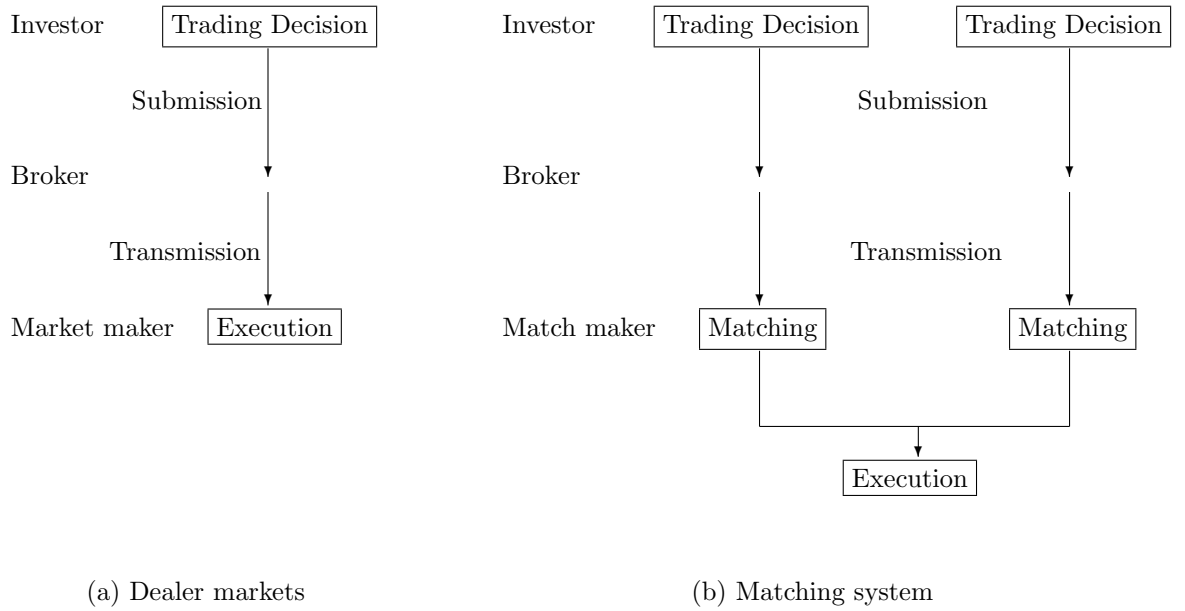 Investor Trading Decision
Submission
Broker
Transmission
Market maker Execution
(a) Dealer markets
Investor Trading Decision Trading Decision
Submission
Broker
Transmission
Match maker Matching Matching
Execution
(b) Matching system